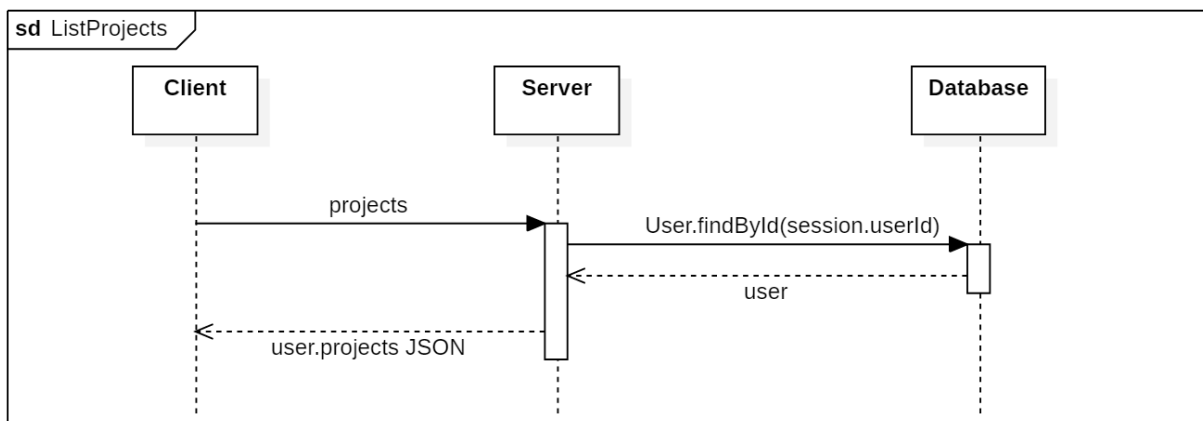 sd ListProjects
Client
Server
Database
projects
User.findById(session.userId)
user
user.projects JSON